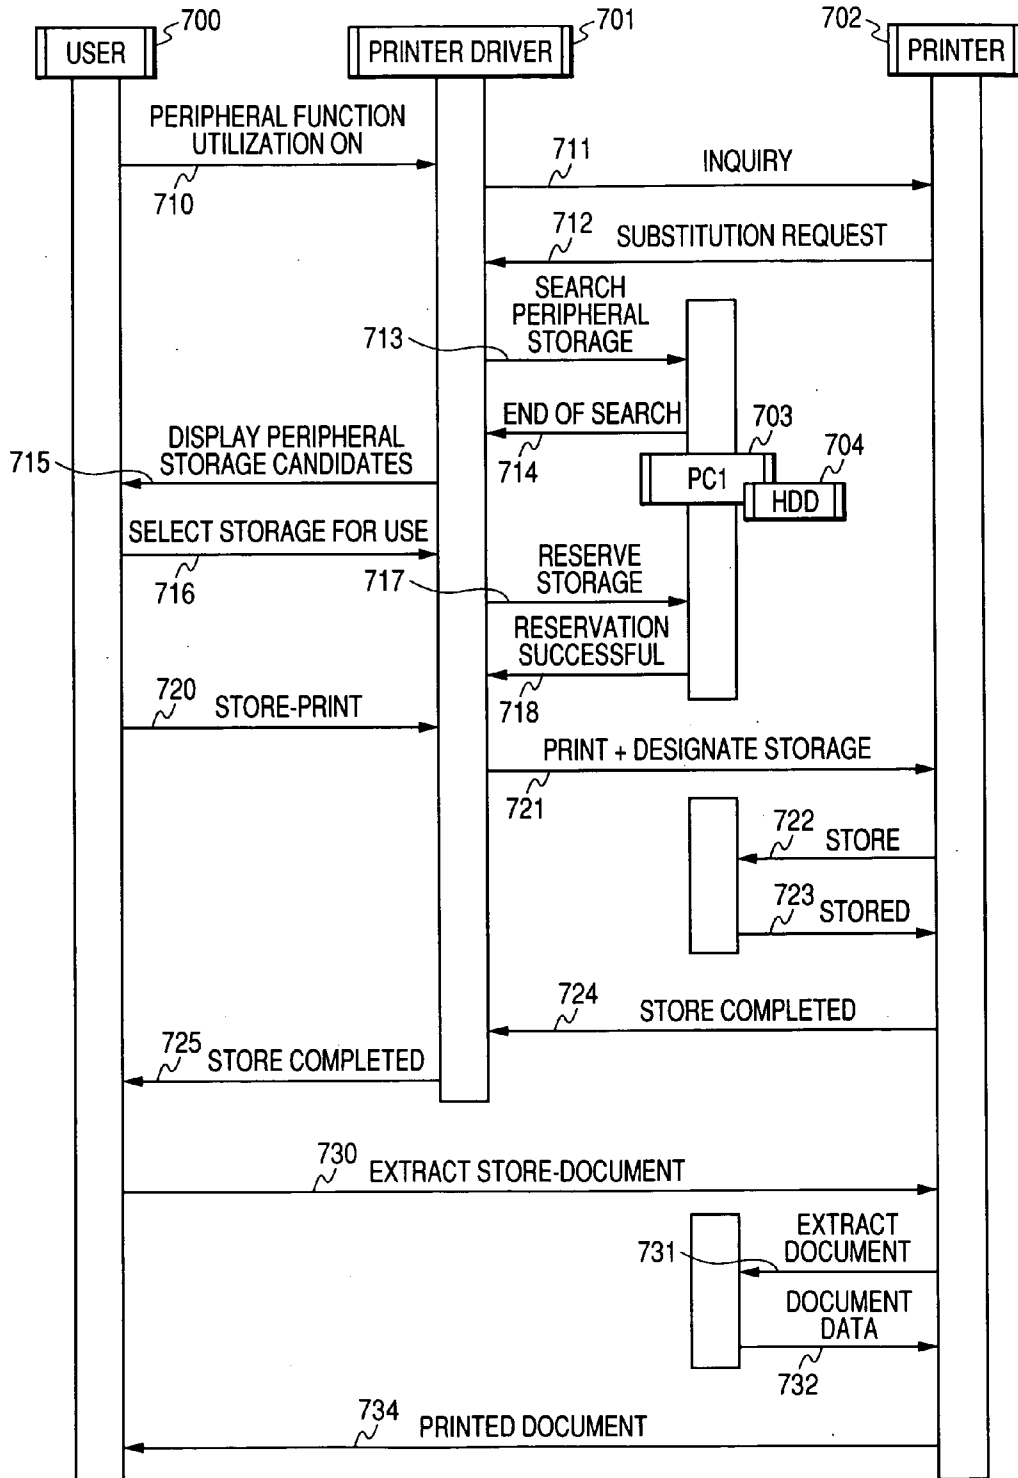 700
701
702
USER
PRINTER DRIVER
PRINTER
PERIPHERAL FUNCTION
UTILIZATION ON
710
711
INQUIRY
712
SUBSTITUTION REQUEST
SEARCH
PERIPHERAL
STORAGE
713
END OF SEARCH
714
703
704
PC1
HDD
DISPLAY PERIPHERAL
STORAGE CANDIDATES
715
SELECT STORAGE FOR USE
716
RESERVE
STORAGE
717
RESERVATION
SUCCESSFUL
718
720
STORE-PRINT
PRINT + DESIGNATE STORAGE
721
722
STORE
723
STORED
724
STORE COMPLETED
725
STORE COMPLETED
730
EXTRACT STORE-DOCUMENT
EXTRACT
DOCUMENT
731
DOCUMENT
DATA
732
734
PRINTED DOCUMENT